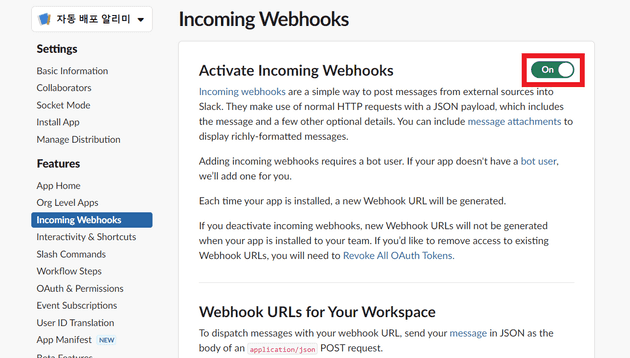 자동 배포 알리미
Settings
Basic Information
Collaborators
Socket Mode
Install App
Manage Distribution
Features
App Home
Org Level Apps
Incoming Webhooks
Interactivity & Shortcuts
Slash Commands
Workflow Steps
OAuth & Permissions
Event Subscriptions
User ID Translation
App Manifest NEW
Beta Features
Incoming Webhooks
Activate Incoming Webhooks
On
Incoming webhooks are a simple way to post messages from external sources into
Slack. They make use of normal HTTP requests with a JSON payload, which includes
the message and a few other optional details. You can include message attachments to
display richly-formatted messages.
Adding incoming webhooks requires a bot user. If your app doesn't have a bot user,
we'll add one for you.
Each time your app is installed, a new Webhook URL will be generated.
If you deactivate incoming webhooks, new Webhook URLs will not be generated
when your app is installed to your team. If you'd like to remove access to existing
Webhook URLs, you will need to Revoke All OAuth Tokens.
Webhook URLs for Your Workspace
To dispatch messages with your webhook URL, send your message in JSON as the
body of an application/json POST request.